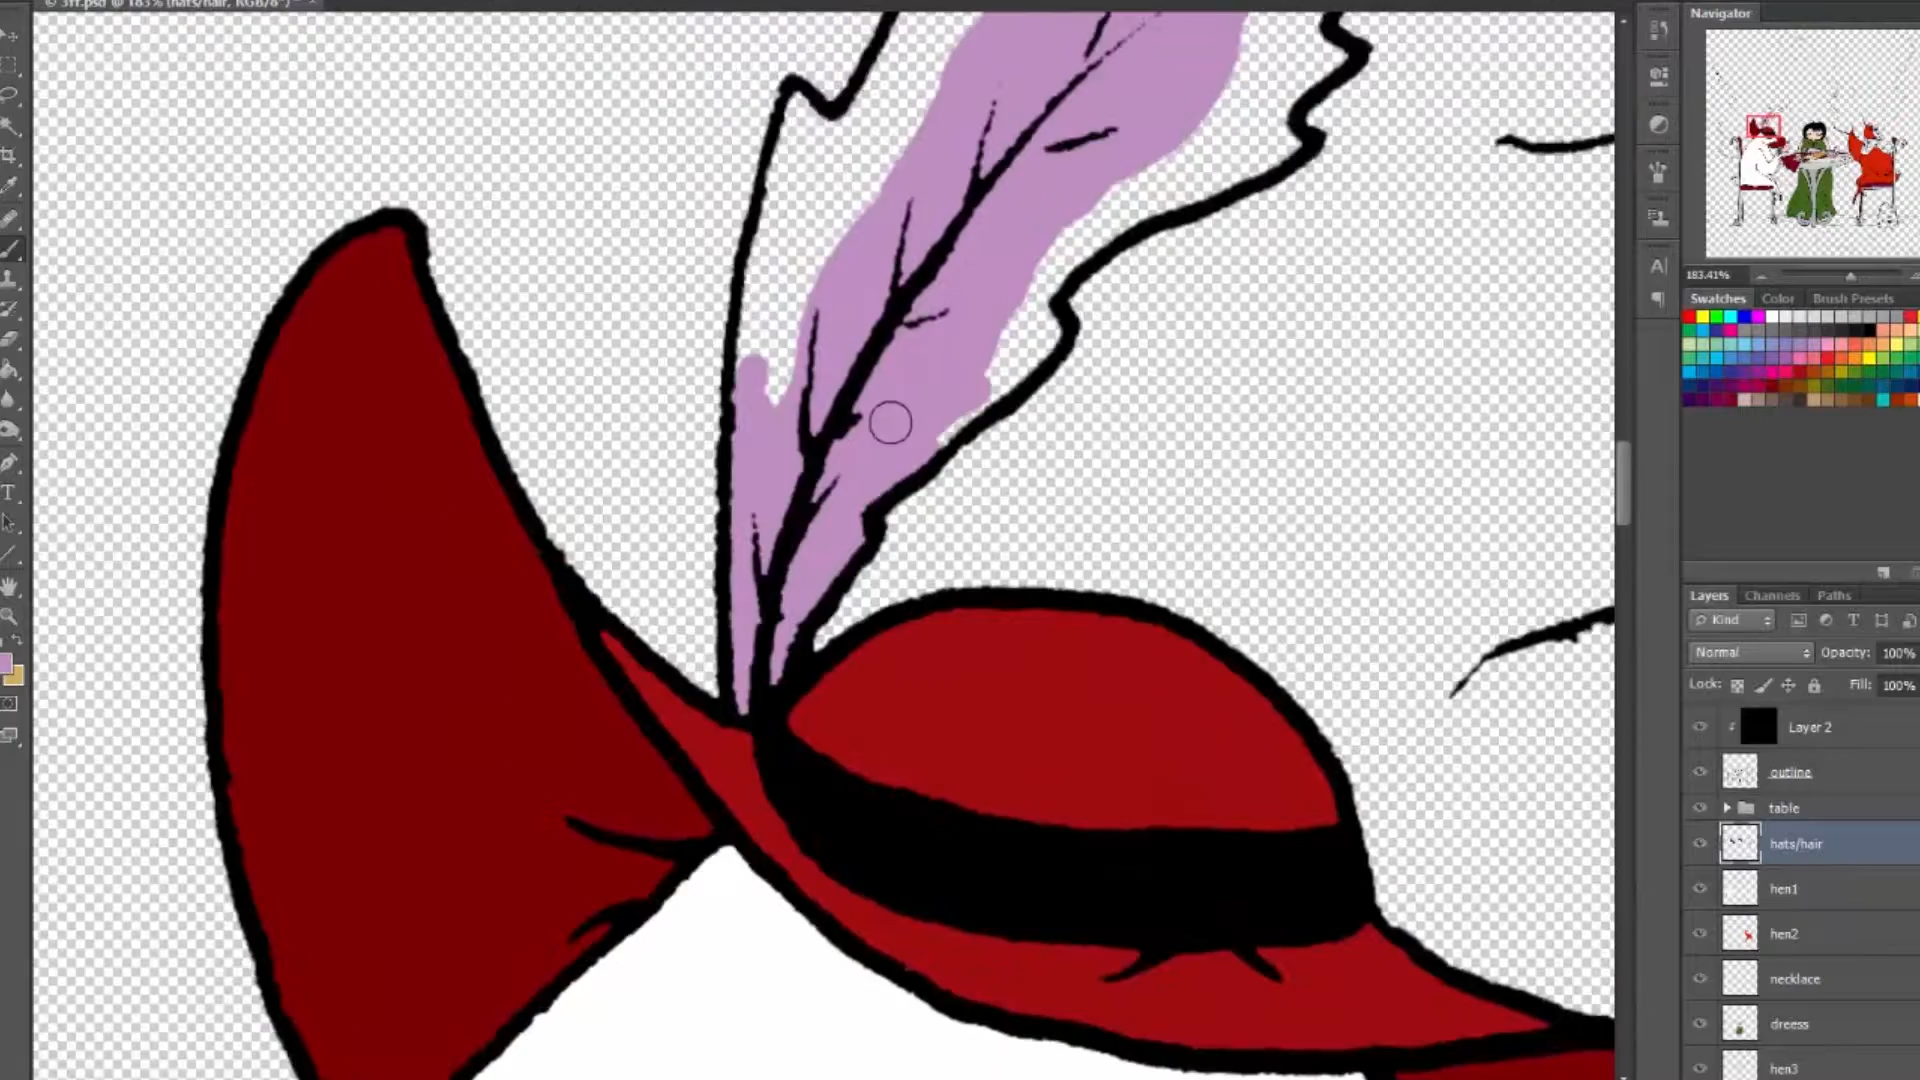 © 3ff.psd @ 183% (hats/hair, RGB/8*)
Navigator
183.41%
Swatches Color Brush Presets
Layers Channels Paths
Kind
Normal Opacity: 100%
Lock: Fill: 100%
Layer 2
outline
table
hats/hair
hen1
hen2
necklace
dreess
hen3